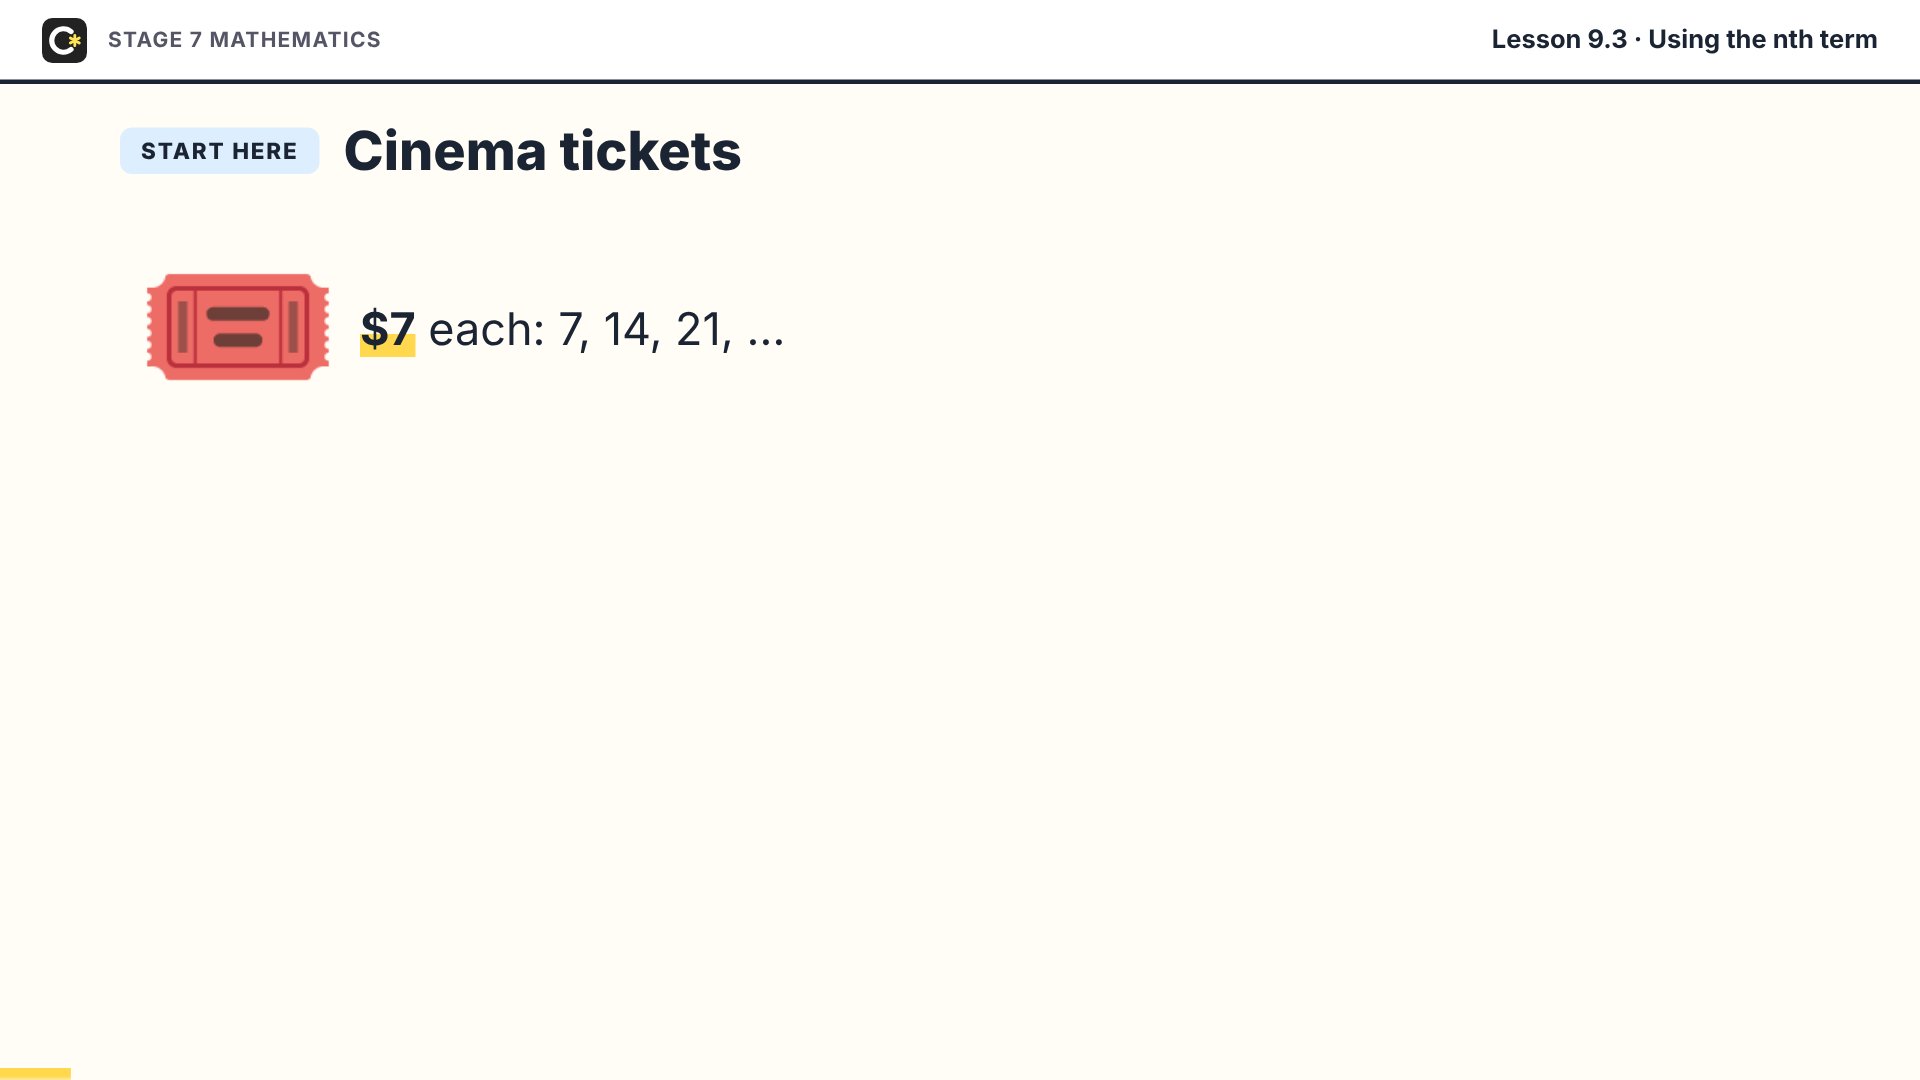 STAGE 7 MATHEMATICS
Lesson 9.3 · Using the nth term
START HERE
Cinema tickets
$7 each: 7, 14, 21, ...